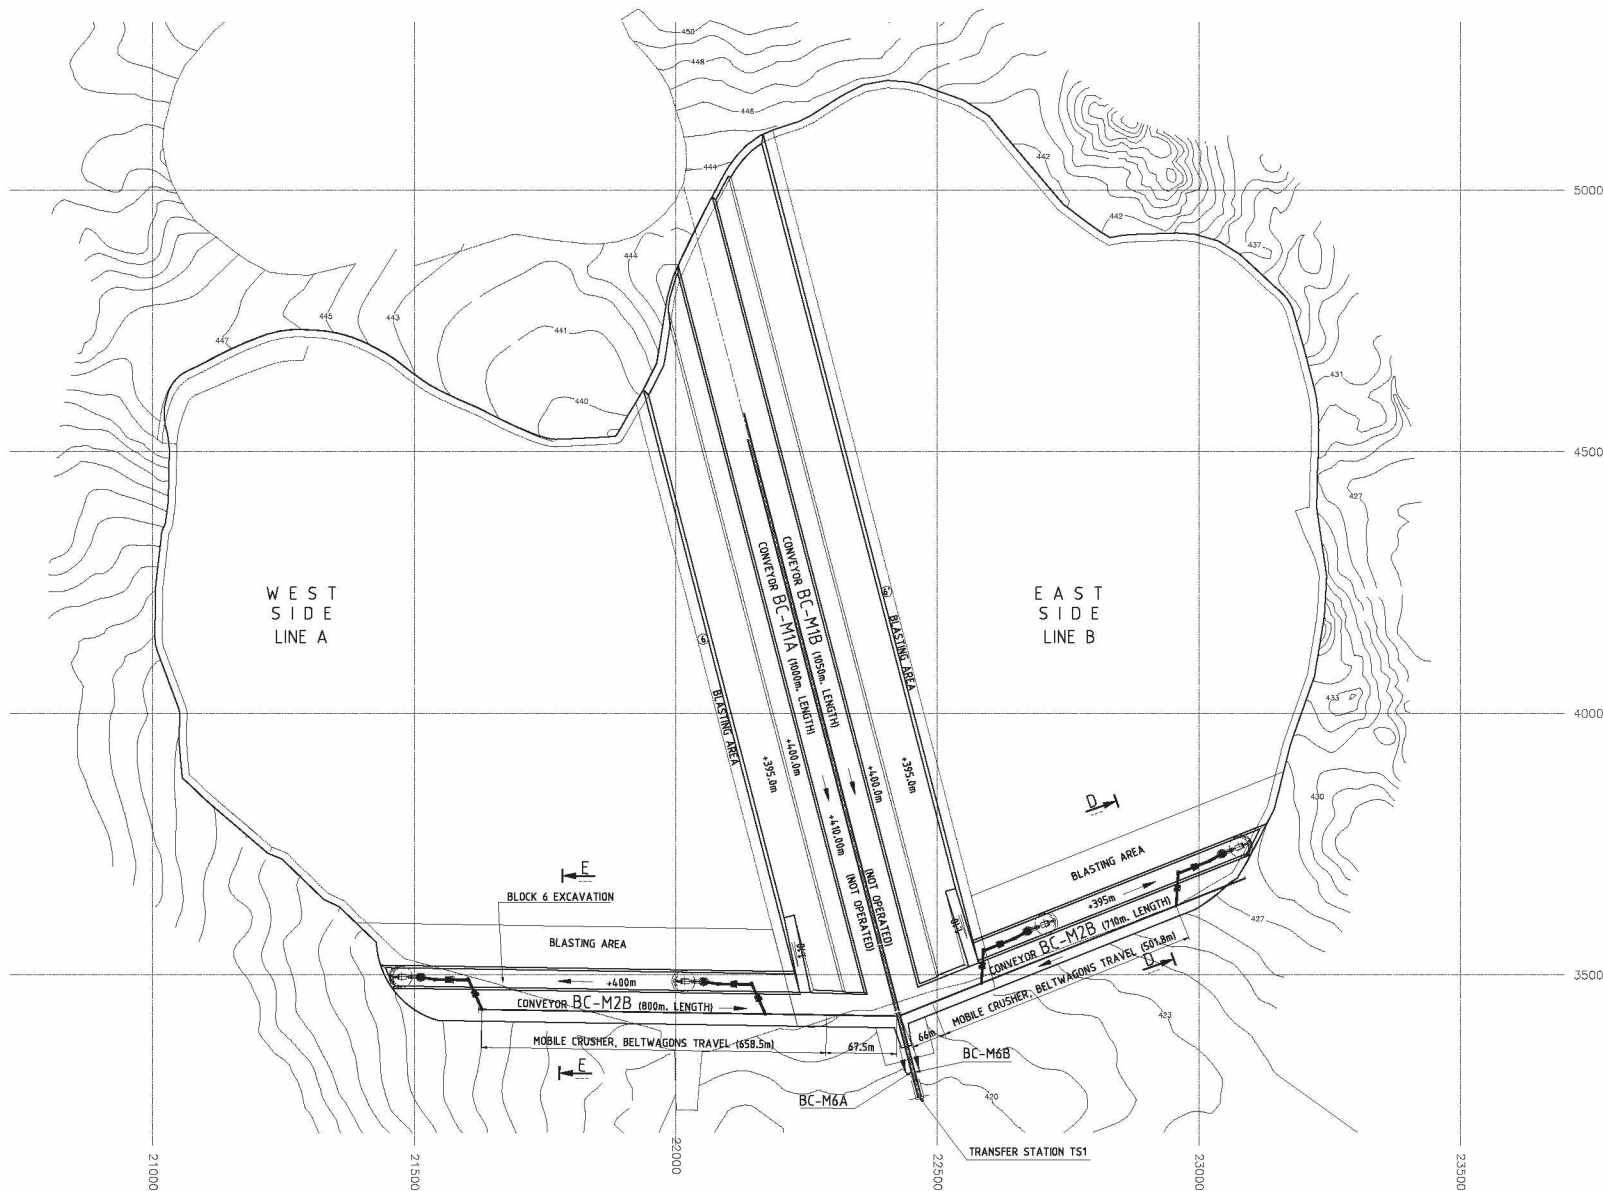 450
448
446
444
442
442
437
5000
444
447
445
443
441
440
431
4500
427
WEST
SIDE
LINE A
EAST
SIDE
LINE B
6
6
BLASTING AREA
BLASTING AREA
CONVEYOR BC-M1A (1000m. LENGTH)
CONVEYOR BC-M1B (1050m. LENGTH)
433
4000
+395.0m
+400.0m
+410.00m
+400.0m
+395.0m
(NOT OPERATED)
(NOT OPERATED)
430
D
E
BLOCK 6 EXCAVATION
BLASTING AREA
BLASTING AREA
+395m
CONVEYOR BC-M2B (710m. LENGTH)
427
MOBILE CRUSHER, BELTWAGONS TRAVEL (501.8m)
D
3500
+400m
CONVEYOR BC-M2B (800m. LENGTH)
423
MOBILE CRUSHER, BELTWAGONS TRAVEL (658.5m)
67.5m
66m
E
BC-M6B
BC-M6A
420
TRANSFER STATION TS1
21000
21500
22000
22500
23000
23500